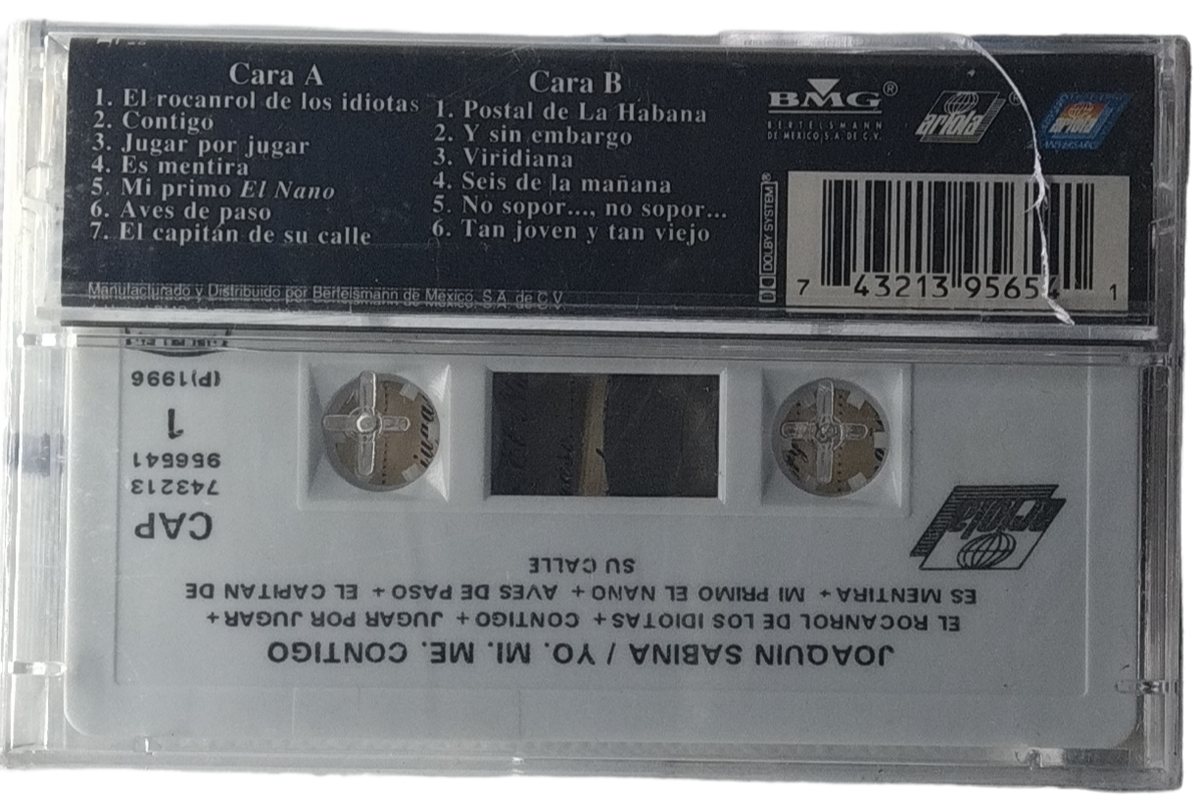 Cara A
1. El rocanrol de los idiotas
2. Contigo
3. Jugar por jugar
4. Es mentira
5. Mi primo El Nano
6. Aves de paso
7. El capitán de su calle
Cara B
1. Postal de La Habana
2. Y sin embargo
3. Viridiana
4. Seis de la mañana
5. No sopor..., no sopor...
6. Tan joven y tan viejo
Manufacturado y Distribuido por Bertelsmann de México, S.A. de C.V.
BMG®
BERTELSMANN
DE MEXICO, S.A. DE C.V.
ariola ®
ariola
ANIVERSARIO
DOLBY SYSTEM®
7 43213 95654 1
JOAQUIN SABINA / YO. MI. ME. CONTIGO
EL ROCANROL DE LOS IDIOTAS + CONTIGO + JUGAR POR JUGAR +
ES MENTIRA + MI PRIMO EL NANO + AVES DE PASO + EL CAPITAN DE
SU CALLE
ariola
CAP
743213
956541
1
(P)1996